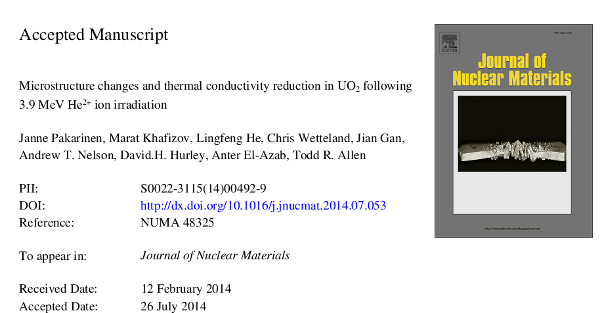 Accepted Manuscript
Microstructure changes and thermal conductivity reduction in UO2 following
3.9 MeV He2+ ion irradiation
Janne Pakarinen, Marat Khafizov, Lingfeng He, Chris Wetteland, Jian Gan,
Andrew T. Nelson, David.H. Hurley, Anter El-Azab, Todd R. Allen
PII: S0022-3115(14)00492-9
DOI: http://dx.doi.org/10.1016/j.jnucmat.2014.07.053
Reference: NUMA 48325
To appear in: Journal of Nuclear Materials
Received Date: 12 February 2014
Accepted Date: 26 July 2014
Journal of
Nuclear Materials